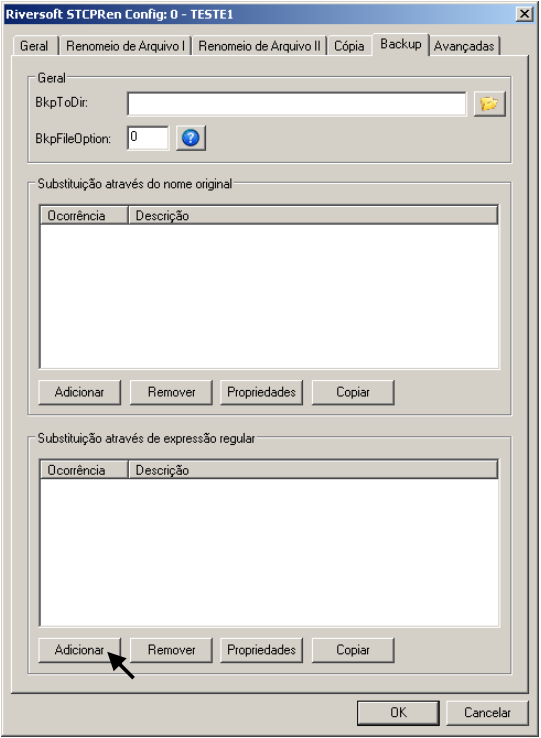 Riversoft STCPRen Config: 0 - TESTE1
Geral Renomeio de Arquivo I Renomeio de Arquivo II Cópia Backup Avançadas
Geral
BkpToDir:
BkpFileOption: 0
Substituição através do nome original
Ocorrência Descrição
Adicionar Remover Propriedades Copiar
Substituição através de expressão regular
Ocorrência Descrição
Adicionar Remover Propriedades Copiar
OK Cancelar